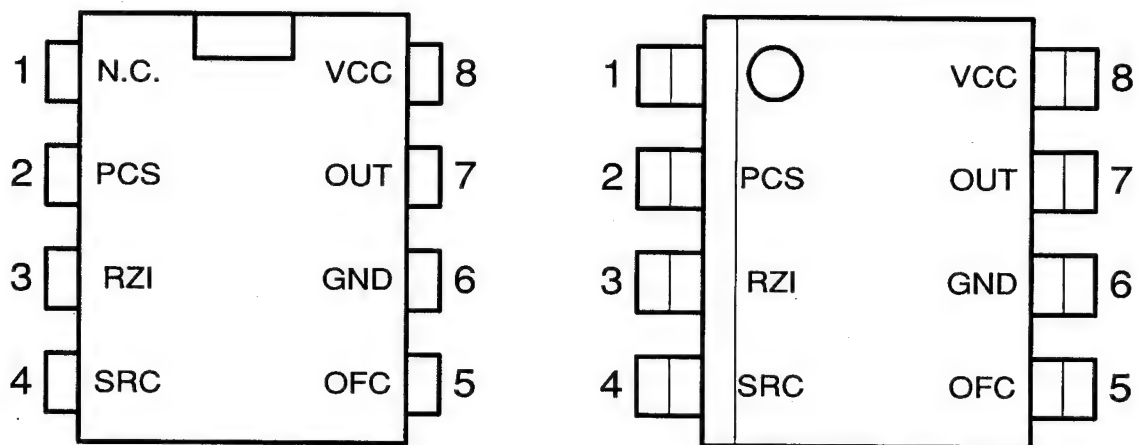 1 N.C. VCC 8
2 PCS OUT 7
3 RZI GND 6
4 SRC OFC 5
1 VCC 8
2 PCS OUT 7
3 RZI GND 6
4 SRC OFC 5